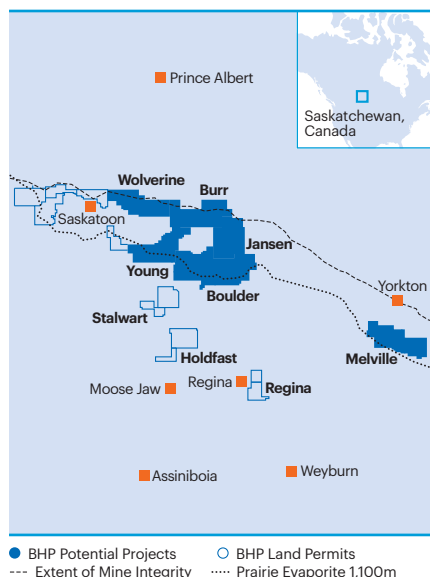 Prince Albert
Saskatchewan,
Canada
Wolverine
Burr
Saskatoon
Jansen
Young
Yorkton
Boulder
Stalwart
Holdfast
Melville
Moose Jaw
Regina
Regina
Assiniboia
Weyburn
BHP Potential Projects
BHP Land Permits
Extent of Mine Integrity
Prairie Evaporite 1,100m